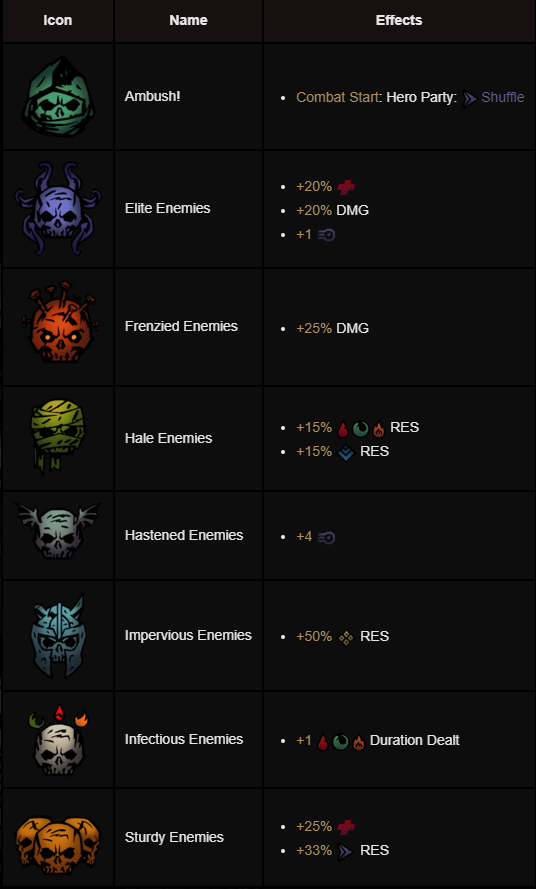 Icon Name Effects
Ambush! Combat Start: Hero Party: Shuffle
+20%
Elite Enemies +20% DMG
+1
Frenzied Enemies +25% DMG
Hale Enemies +15% RES
+15% RES
Hastened Enemies +4
Impervious Enemies +50% RES
Infectious Enemies +1 Duration Dealt
Sturdy Enemies +25%
+33% RES